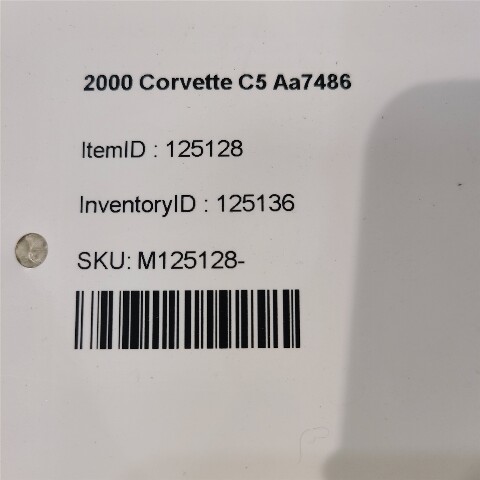 2000 Corvette C5 Aa7486
ItemID : 125128
InventoryID : 125136
SKU: M125128-